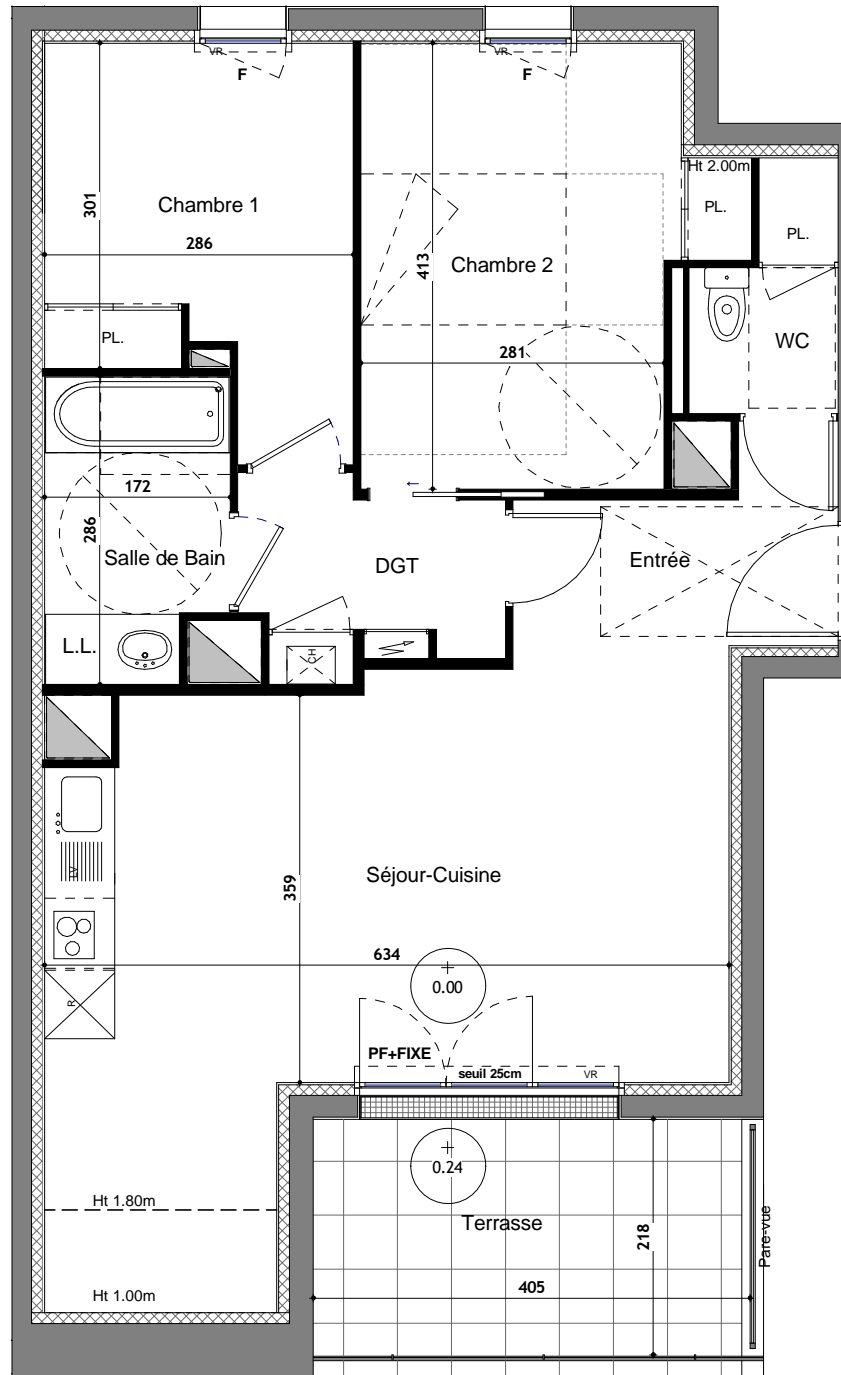 VR
F
VR
F
Ht 2.00m
PL.
PL.
Chambre 1
301
286
Chambre 2
413
281
WC
PL.
172
286
Salle de Bain
DGT
Entrée
L.L.
CH
LV
Séjour-Cuisine
359
634
0.00
R
PF+FIXE
seuil 25cm
VR
0.24
Terrasse
218
405
Pare-vue
Ht 1.80m
Ht 1.00m